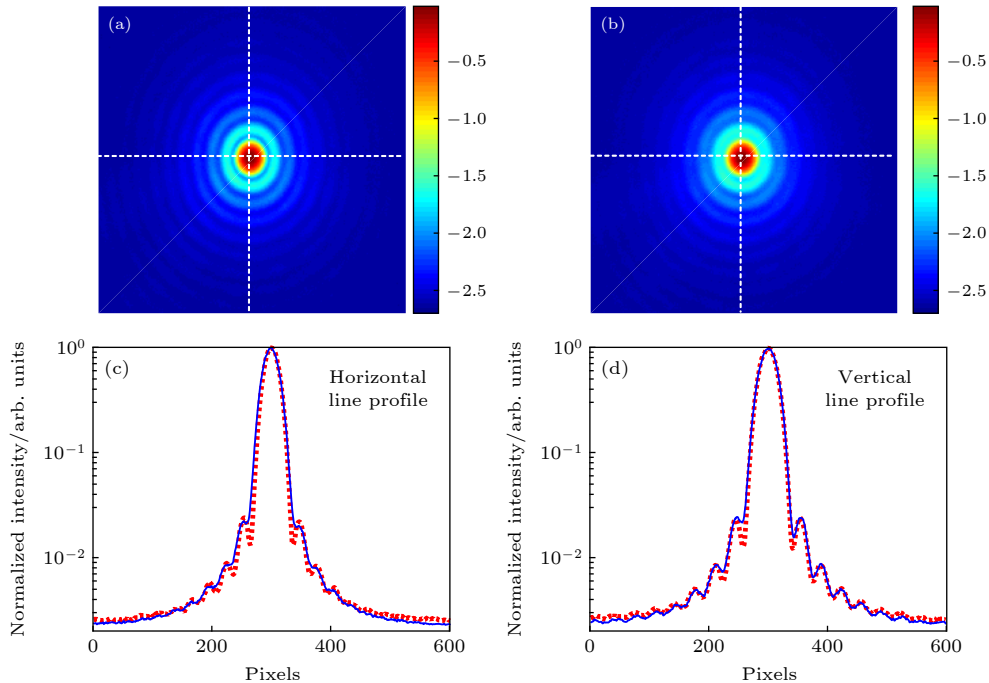 (a)
−0.5
−1.0
−1.5
−2.0
−2.5
(b)
−0.5
−1.0
−1.5
−2.0
−2.5
Normalized intensity/arb. units
10⁰
10⁻¹
10⁻²
(c)
Horizontal
line profile
0
200
400
600
Pixels
Normalized intensity/arb. units
10⁰
10⁻¹
10⁻²
(d)
Vertical
line profile
0
200
400
600
Pixels